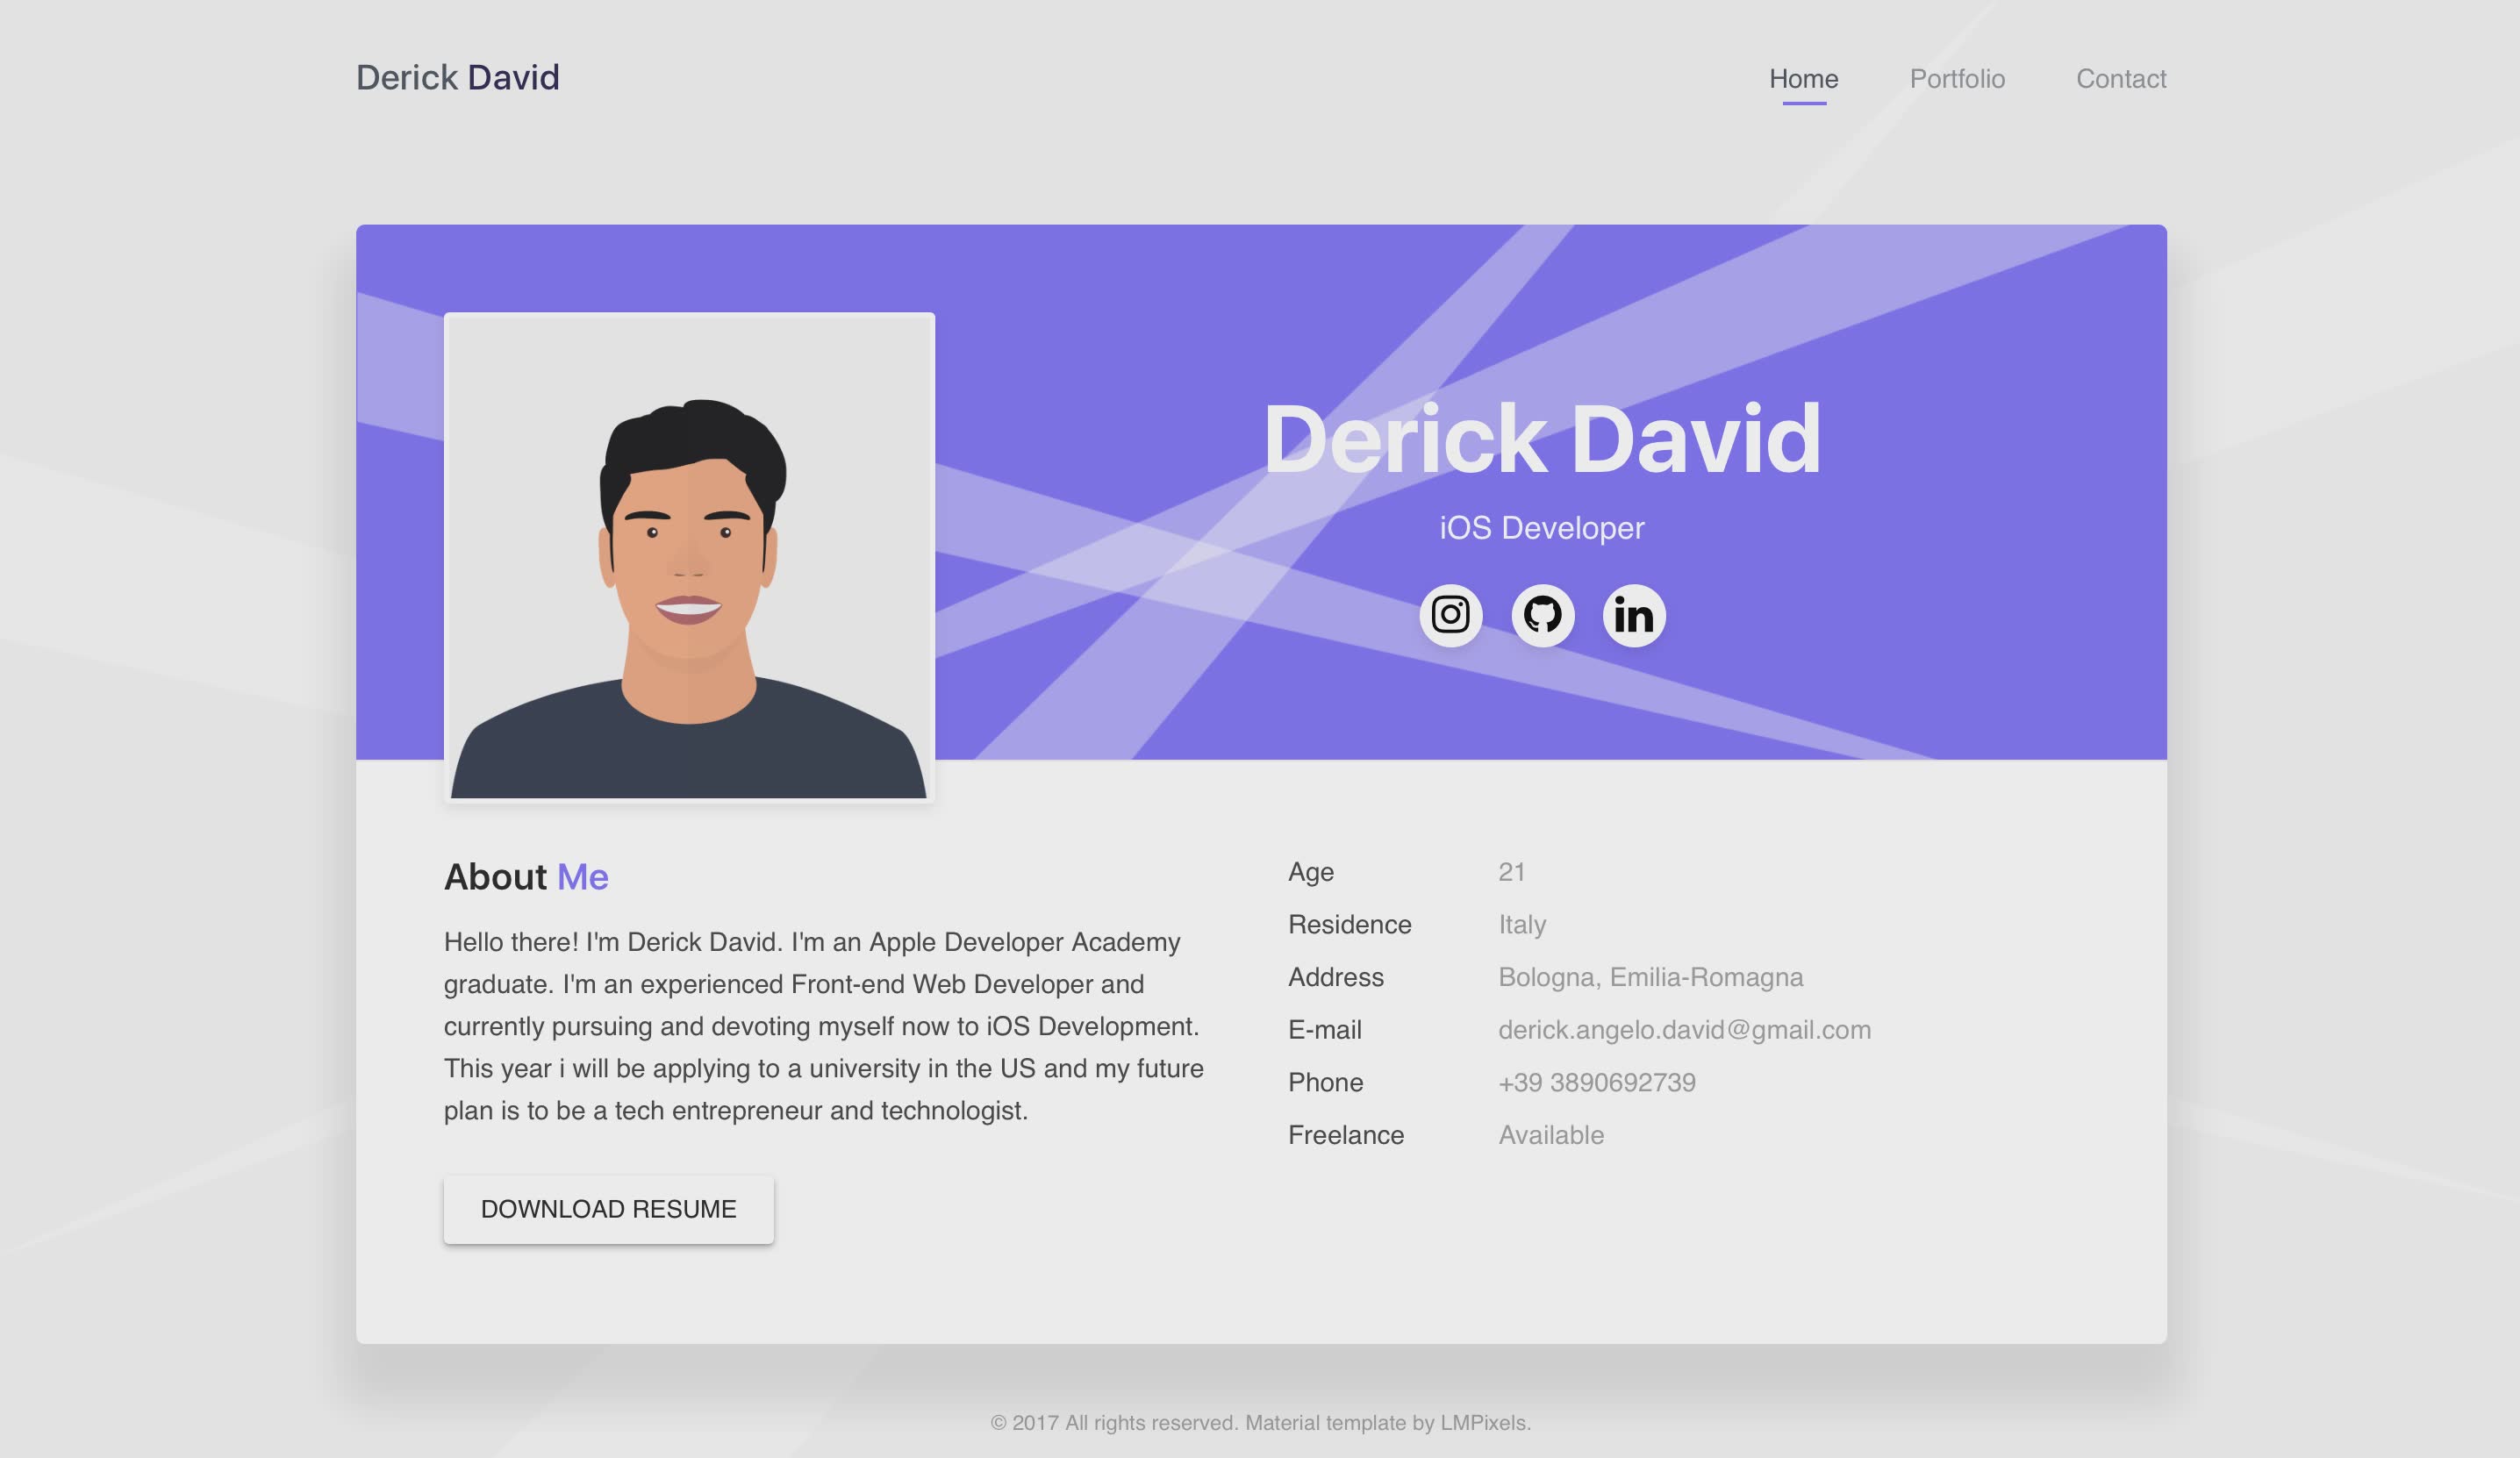 Derick David
Home Portfolio Contact
Derick David
iOS Developer
in
About Me
Hello there! I'm Derick David. I'm an Apple Developer Academy
graduate. I'm an experienced Front-end Web Developer and
currently pursuing and devoting myself now to iOS Development.
This year i will be applying to a university in the US and my future
plan is to be a tech entrepreneur and technologist.
DOWNLOAD RESUME
Age 21
Residence Italy
Address Bologna, Emilia-Romagna
E-mail derick.angelo.david@gmail.com
Phone +39 3890692739
Freelance Available
© 2017 All rights reserved. Material template by LMPixels.